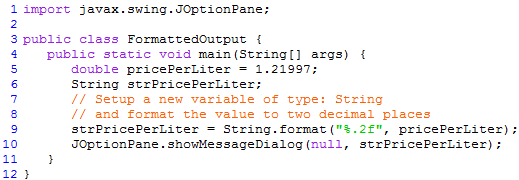 1 import javax.swing.JOptionPane;
2
3 public class FormattedOutput {
4    public static void main(String[] args) {
5       double pricePerLiter = 1.21997;
6       String strPricePerLiter;
7       // Setup a new variable of type: String
8       // and format the value to two decimal places
9       strPricePerLiter = String.format("%.2f", pricePerLiter);
10       JOptionPane.showMessageDialog(null, strPricePerLiter);
11    }
12 }